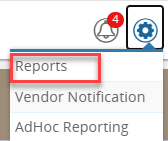 4
Reports
Vendor Notification
AdHoc Reporting